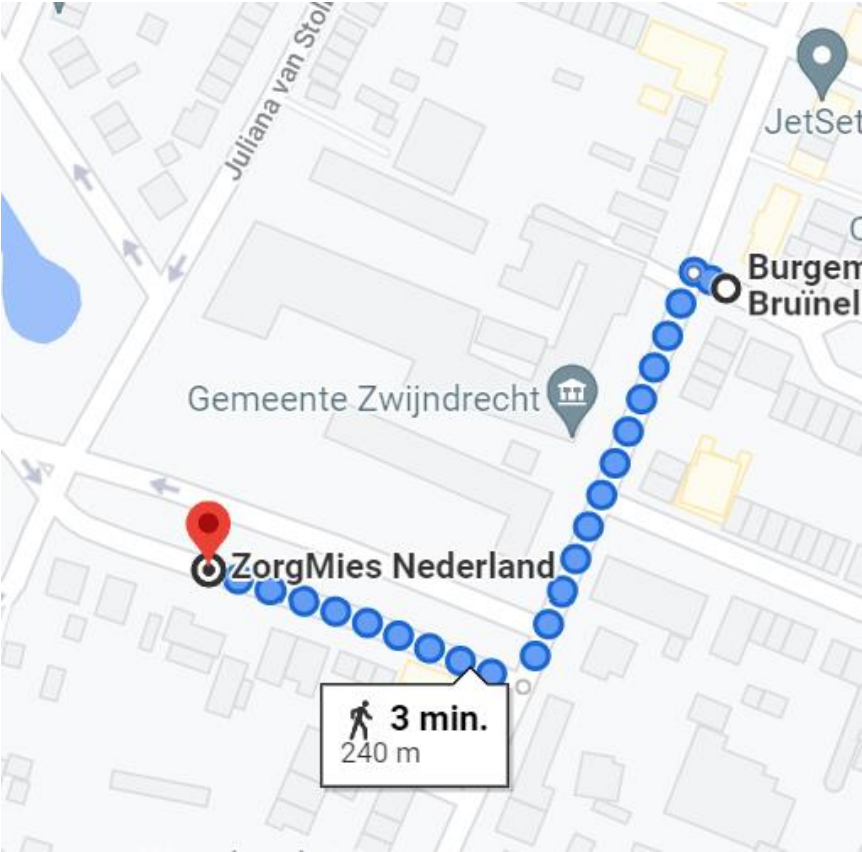 Juliana van Stol
JetSet
Burgem
Bruïnel
Gemeente Zwijndrecht
ZorgMies Nederland
3 min.
240 m